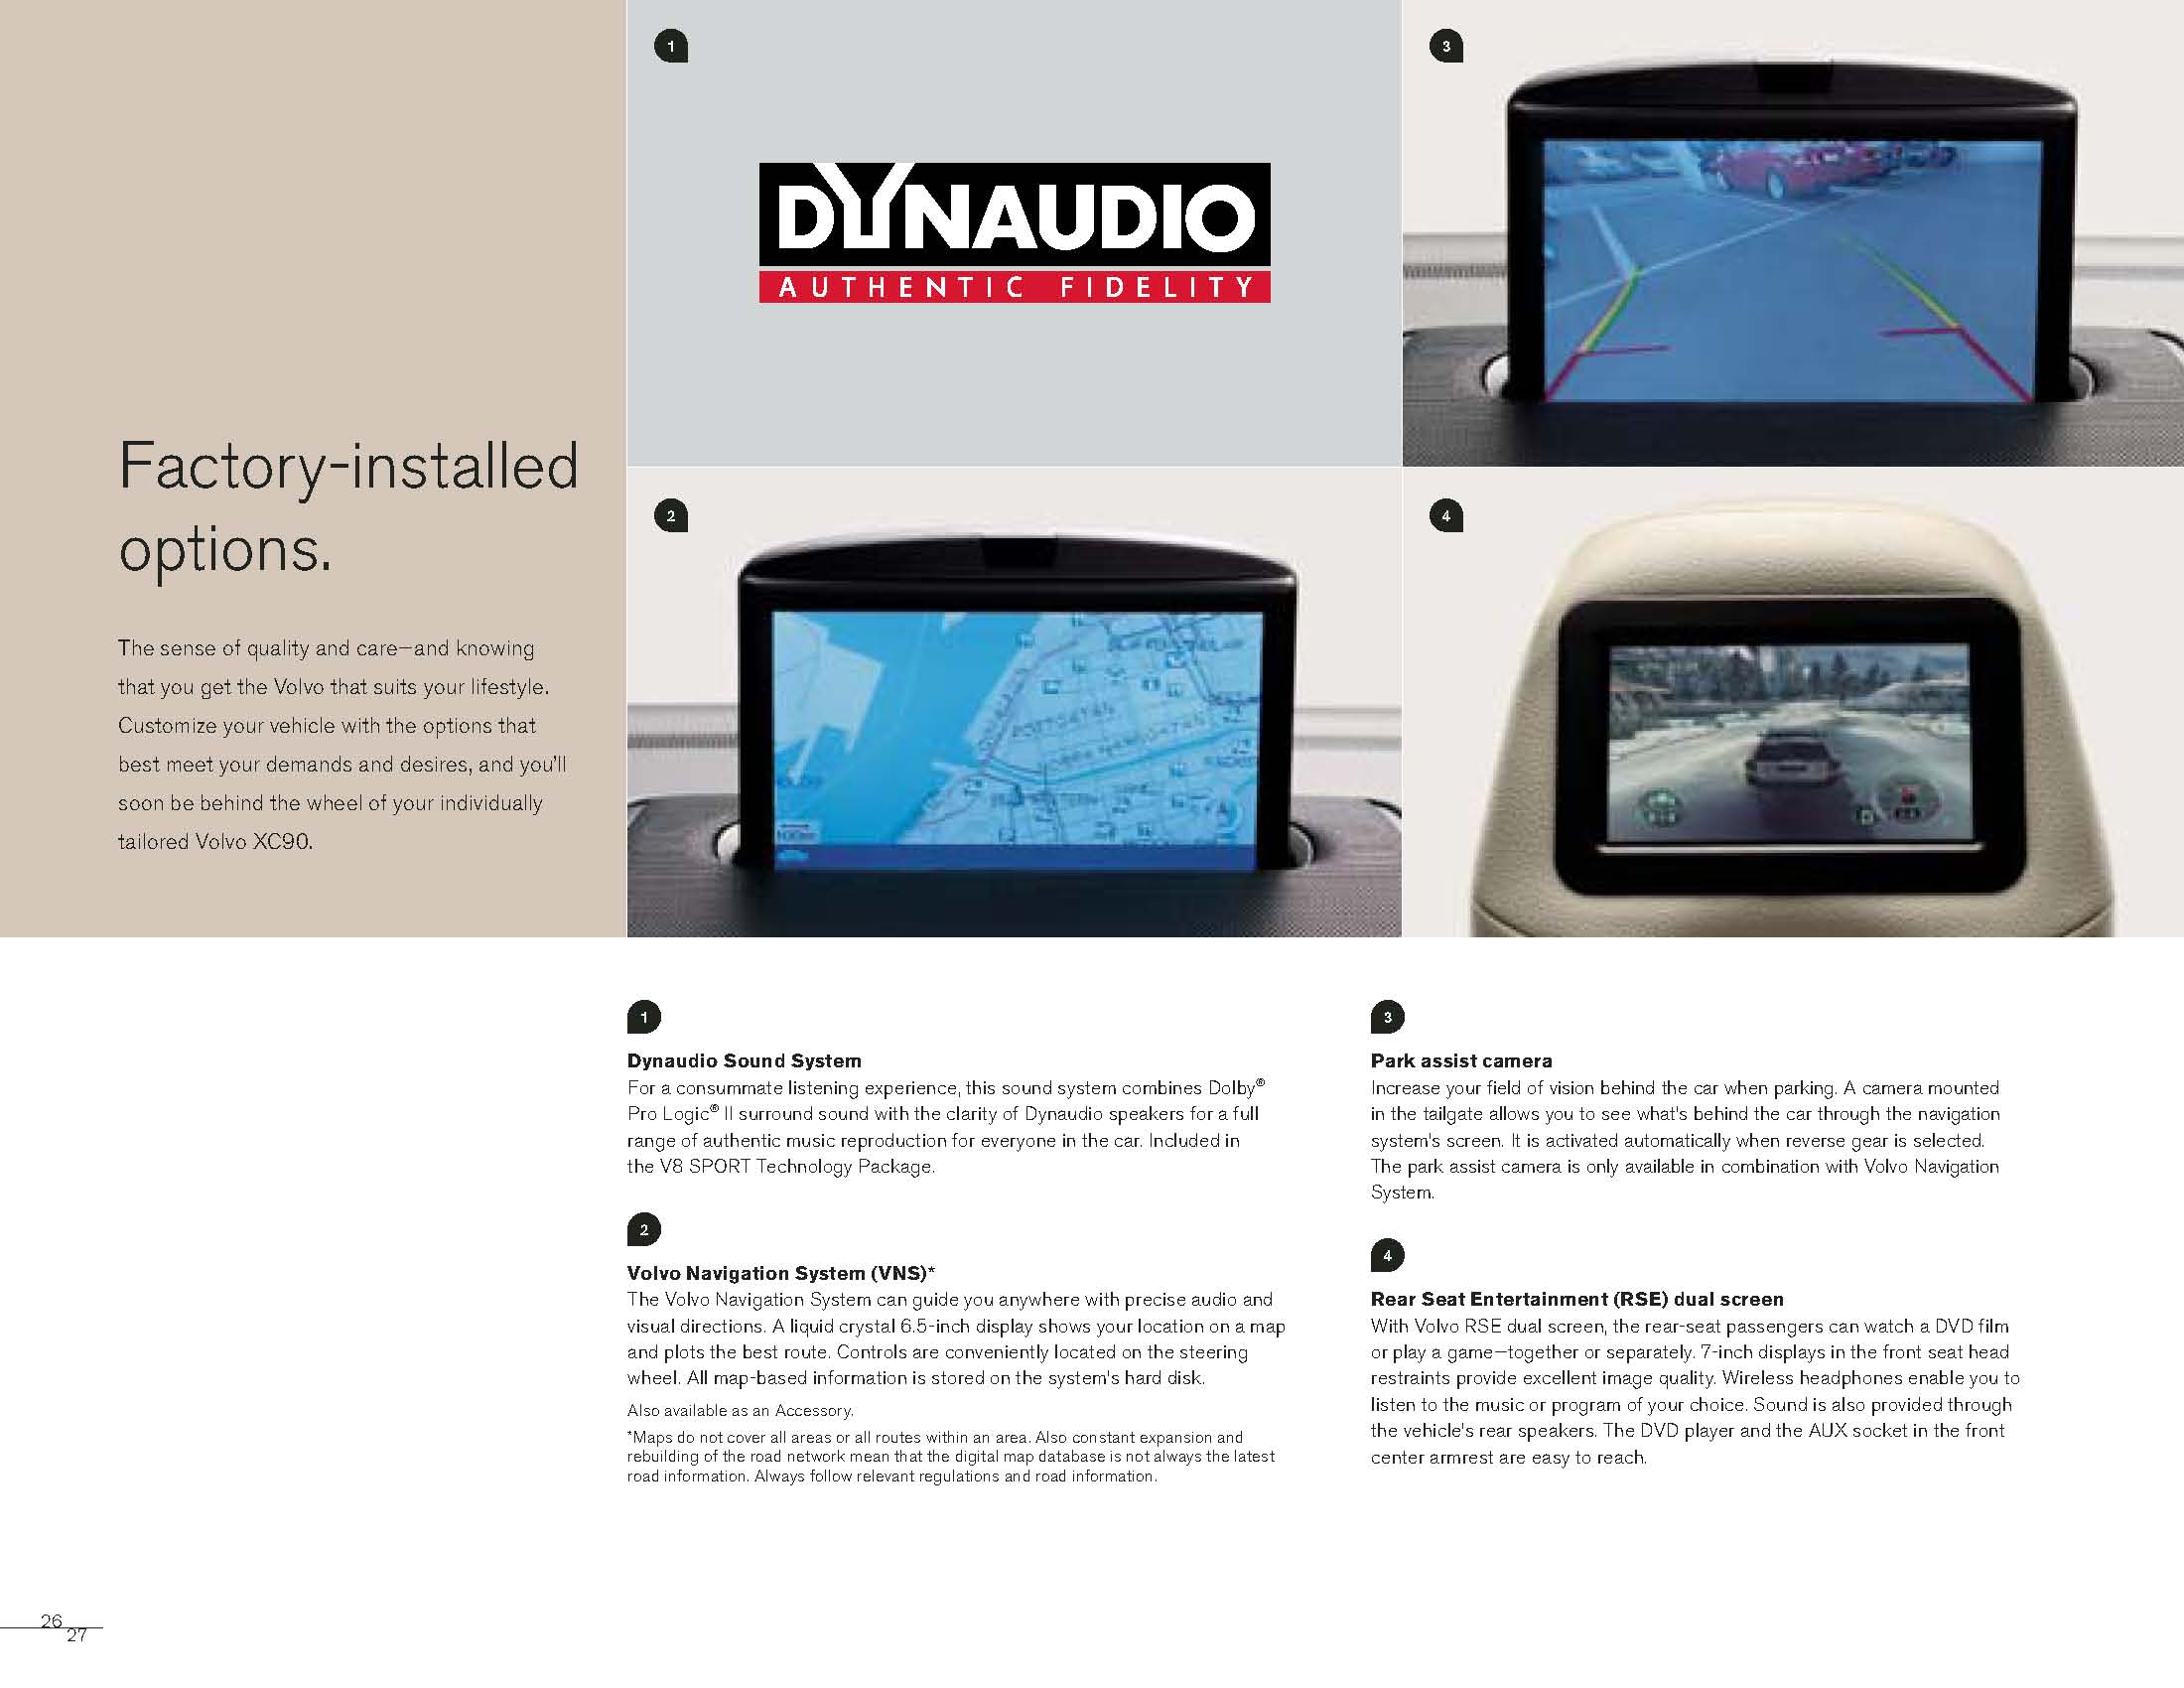 1
DYNAUDIO
AUTHENTIC FIDELITY
3
2
4
Factory-installed
options.
The sense of quality and care—and knowing
that you get the Volvo that suits your lifestyle.
Customize your vehicle with the options that
best meet your demands and desires, and you'll
soon be behind the wheel of your individually
tailored Volvo XC90.
1
Dynaudio Sound System
For a consummate listening experience, this sound system combines Dolby®
Pro Logic® II surround sound with the clarity of Dynaudio speakers for a full
range of authentic music reproduction for everyone in the car. Included in
the V8 SPORT Technology Package.
2
Volvo Navigation System (VNS)*
The Volvo Navigation System can guide you anywhere with precise audio and
visual directions. A liquid crystal 6.5-inch display shows your location on a map
and plots the best route. Controls are conveniently located on the steering
wheel. All map-based information is stored on the system's hard disk.
Also available as an Accessory.
*Maps do not cover all areas or all routes within an area. Also constant expansion and
rebuilding of the road network mean that the digital map database is not always the latest
road information. Always follow relevant regulations and road information.
3
Park assist camera
Increase your field of vision behind the car when parking. A camera mounted
in the tailgate allows you to see what's behind the car through the navigation
system's screen. It is activated automatically when reverse gear is selected.
The park assist camera is only available in combination with Volvo Navigation
System.
4
Rear Seat Entertainment (RSE) dual screen
With Volvo RSE dual screen, the rear-seat passengers can watch a DVD film
or play a game—together or separately. 7-inch displays in the front seat head
restraints provide excellent image quality. Wireless headphones enable you to
listen to the music or program of your choice. Sound is also provided through
the vehicle's rear speakers. The DVD player and the AUX socket in the front
center armrest are easy to reach.
26
27